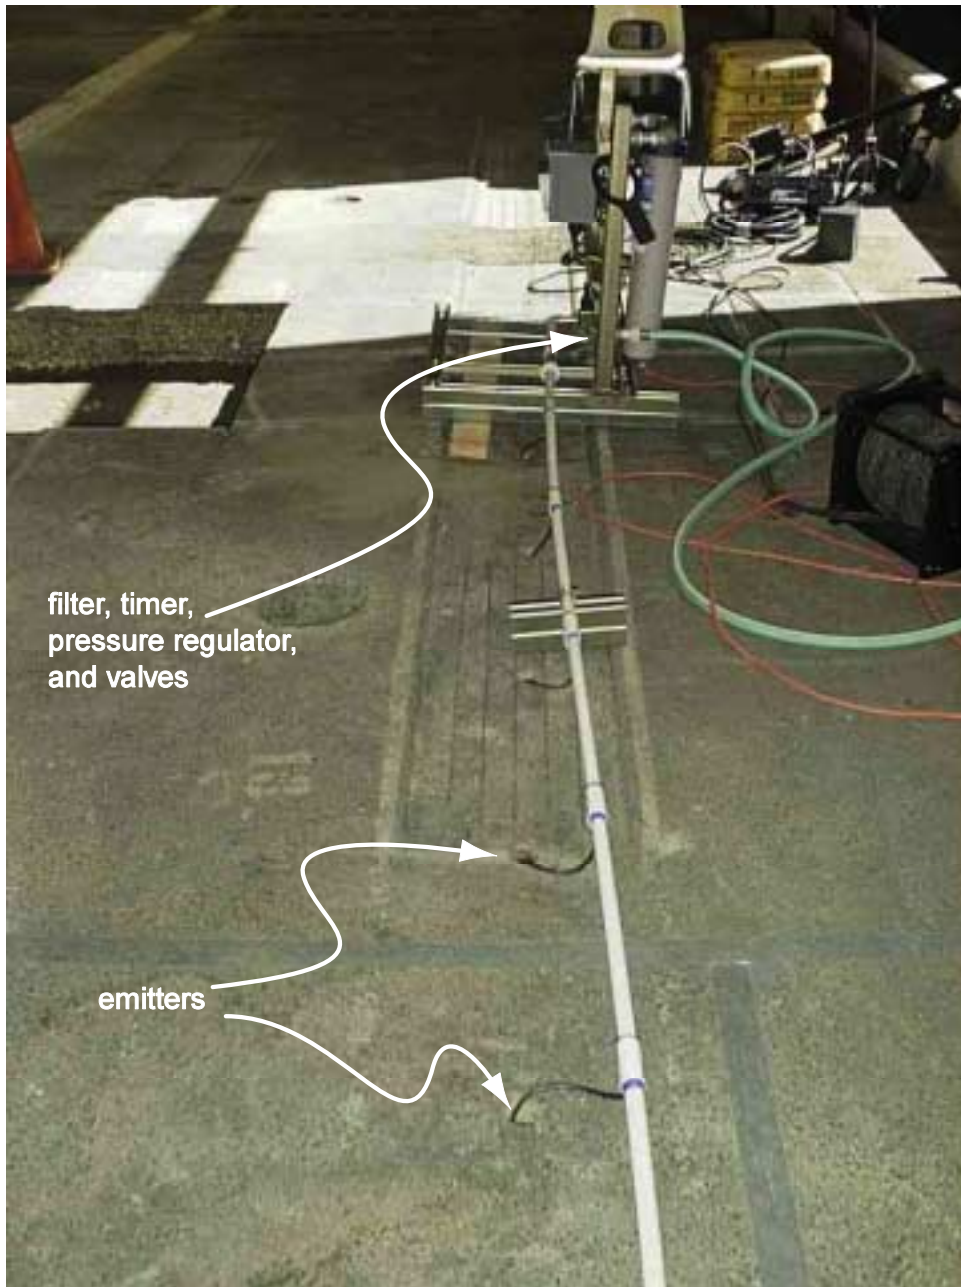 filter, timer,
pressure regulator,
and valves
emitters